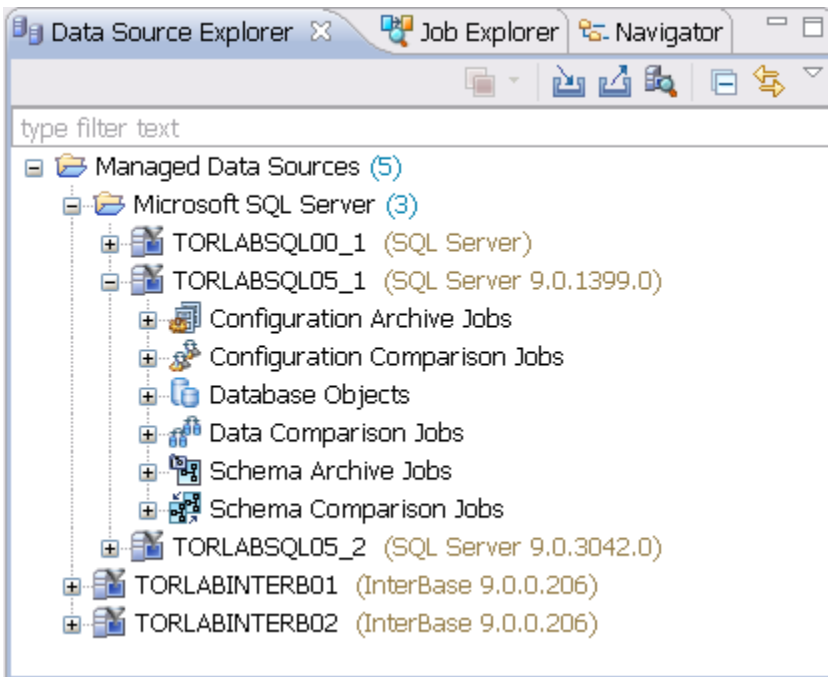 Data Source Explorer Job Explorer Navigator
type filter text
Managed Data Sources (5)
Microsoft SQL Server (3)
TORLABSQL00_1 (SQL Server)
TORLABSQL05_1 (SQL Server 9.0.1399.0)
Configuration Archive Jobs
Configuration Comparison Jobs
Database Objects
Data Comparison Jobs
Schema Archive Jobs
Schema Comparison Jobs
TORLABSQL05_2 (SQL Server 9.0.3042.0)
TORLABINTERB01 (InterBase 9.0.0.206)
TORLABINTERB02 (InterBase 9.0.0.206)